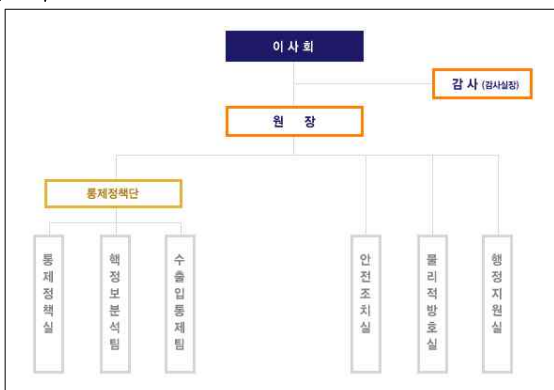 이 사 회
감 사 (감사실장)
원 장
통제정책단
통제정책실
핵정보분석팀
수출입통제팀
안전조치실
물리적방호실
행정지원실